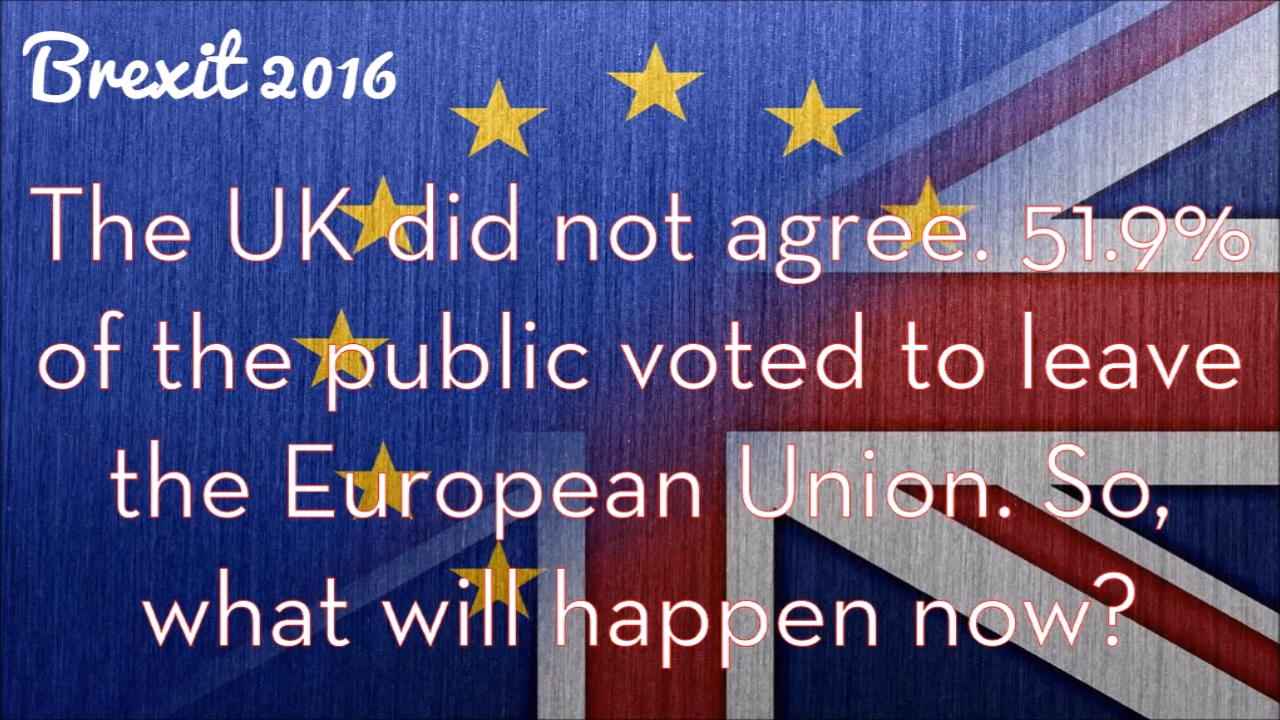 Brexit 2016
The UK did not agree. 51.9%
of the public voted to leave
the European Union. So,
what will happen now?